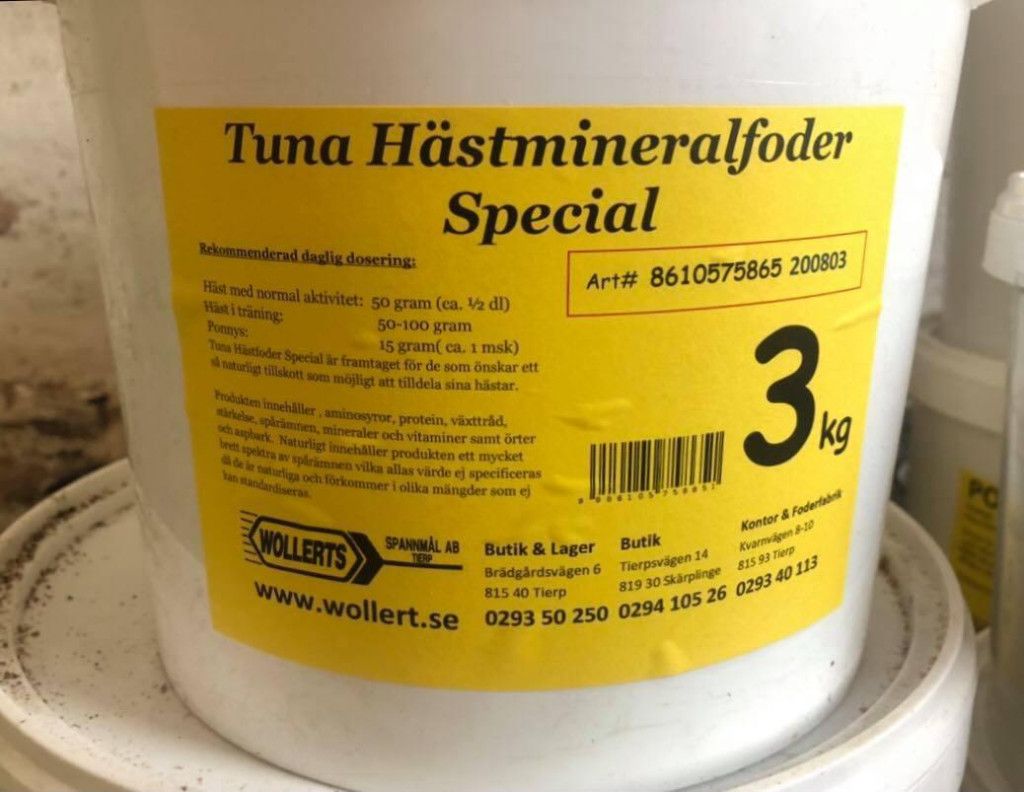 Tuna Hästmineralfoder
Special
Rekommenderad daglig dosering:
Art# 8610575865 200803
Häst med normal aktivitet: 50 gram (ca. ½ dl)
Häst i träning: 50-100 gram
Ponnys: 15 gram( ca. 1 msk)
Tuna Hästfoder Special är framtaget för de som önskar ett
så naturligt tillskott som möjligt att tilldela sina hästar.
Produkten innehåller , aminosyror, protein, växttråd,
stärkelse, spårämnen, mineraler och vitaminer samt örter
och aspbark. Naturligt innehåller produkten ett mycket
brett spektra av spårämnen vilka allas värde ej specificeras
då de är naturliga och förkommer i olika mängder som ej
kan standardiseras.
3 kg
WOLLERTS
SPANNMÅL AB
TIERP
www.wollert.se
Butik & Lager
Brädgårdsvägen 6
815 40 Tierp
0293 50 250
Butik
Tierpsvägen 14
819 30 Skärplinge
0294 105 26
Kontor & Foderfabrik
Kvarnvägen 8-10
815 93 Tierp
0293 40 113